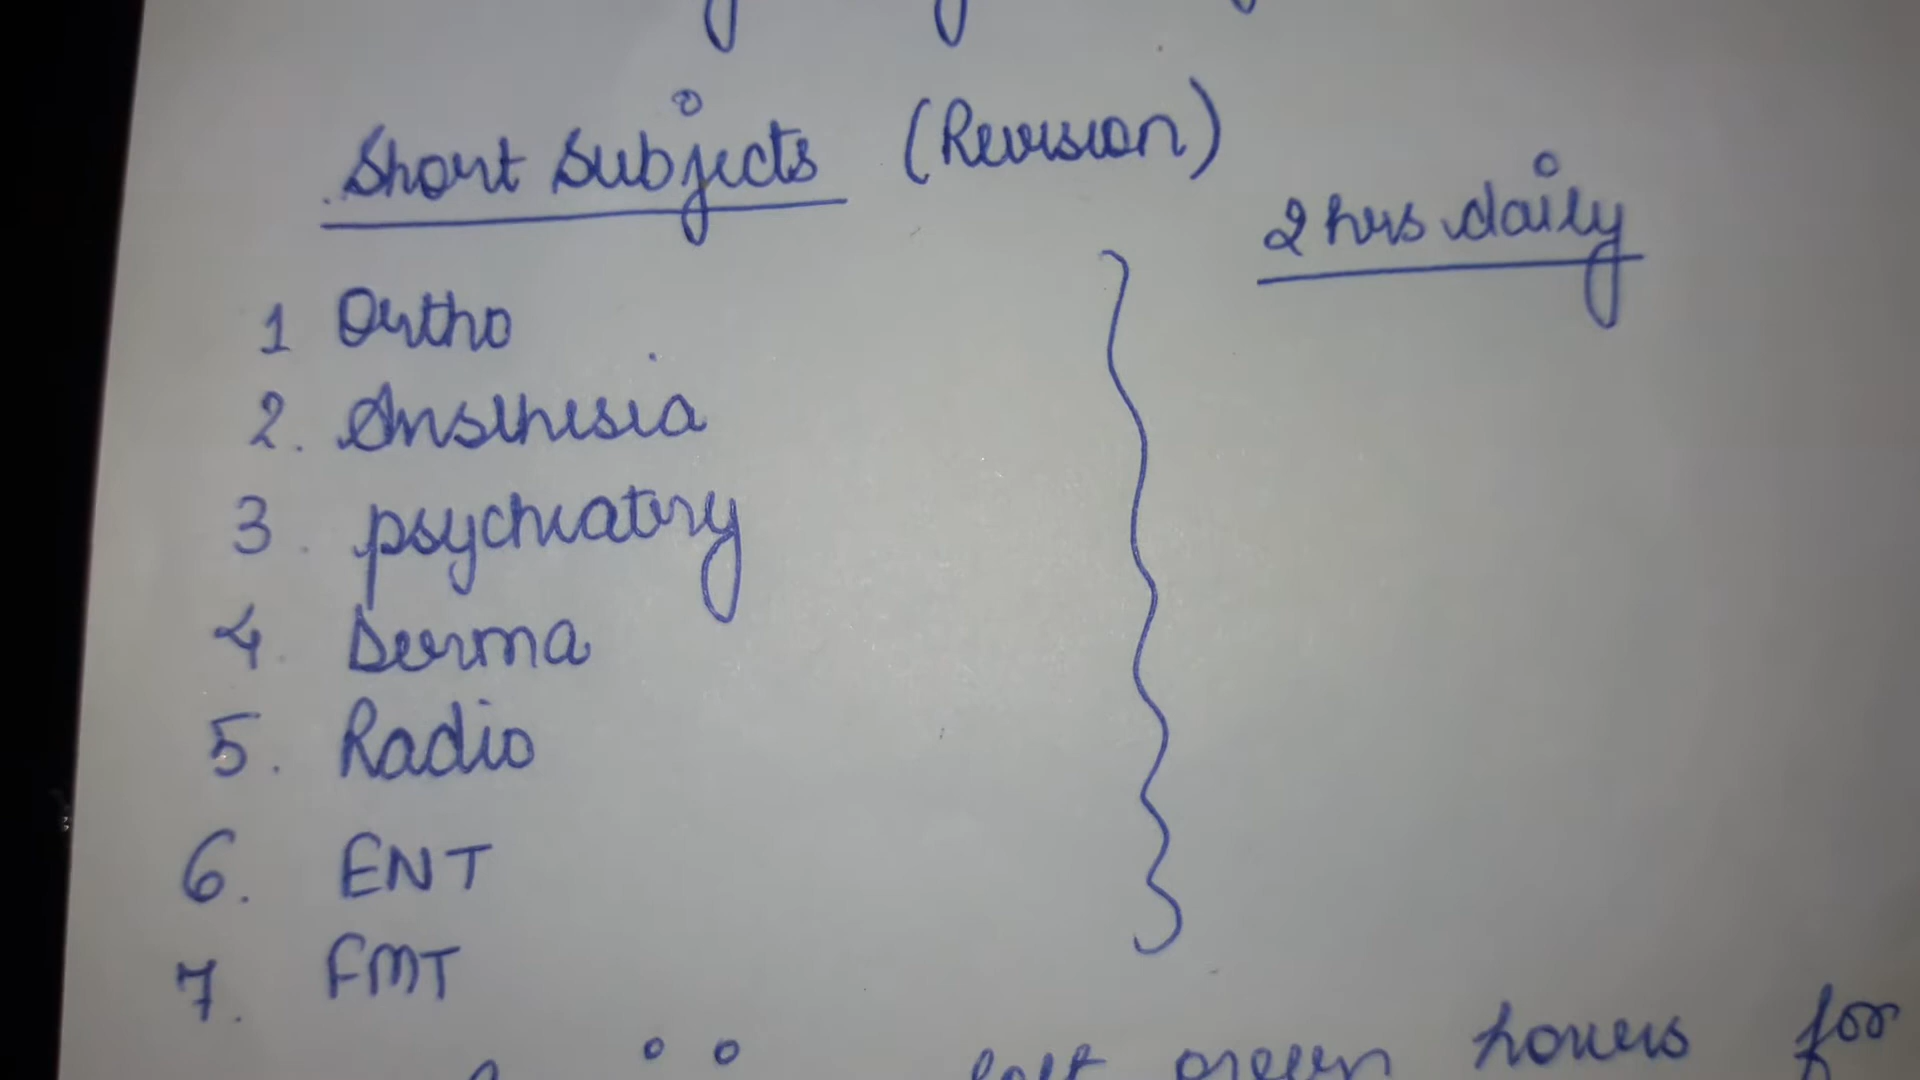 Short Subjects (Revision)
2 hrs daily
1 Ortho
2. Ansthesia
3. psychiatry
4. Derma
5. Radio
6. ENT
7. FMT
hours for